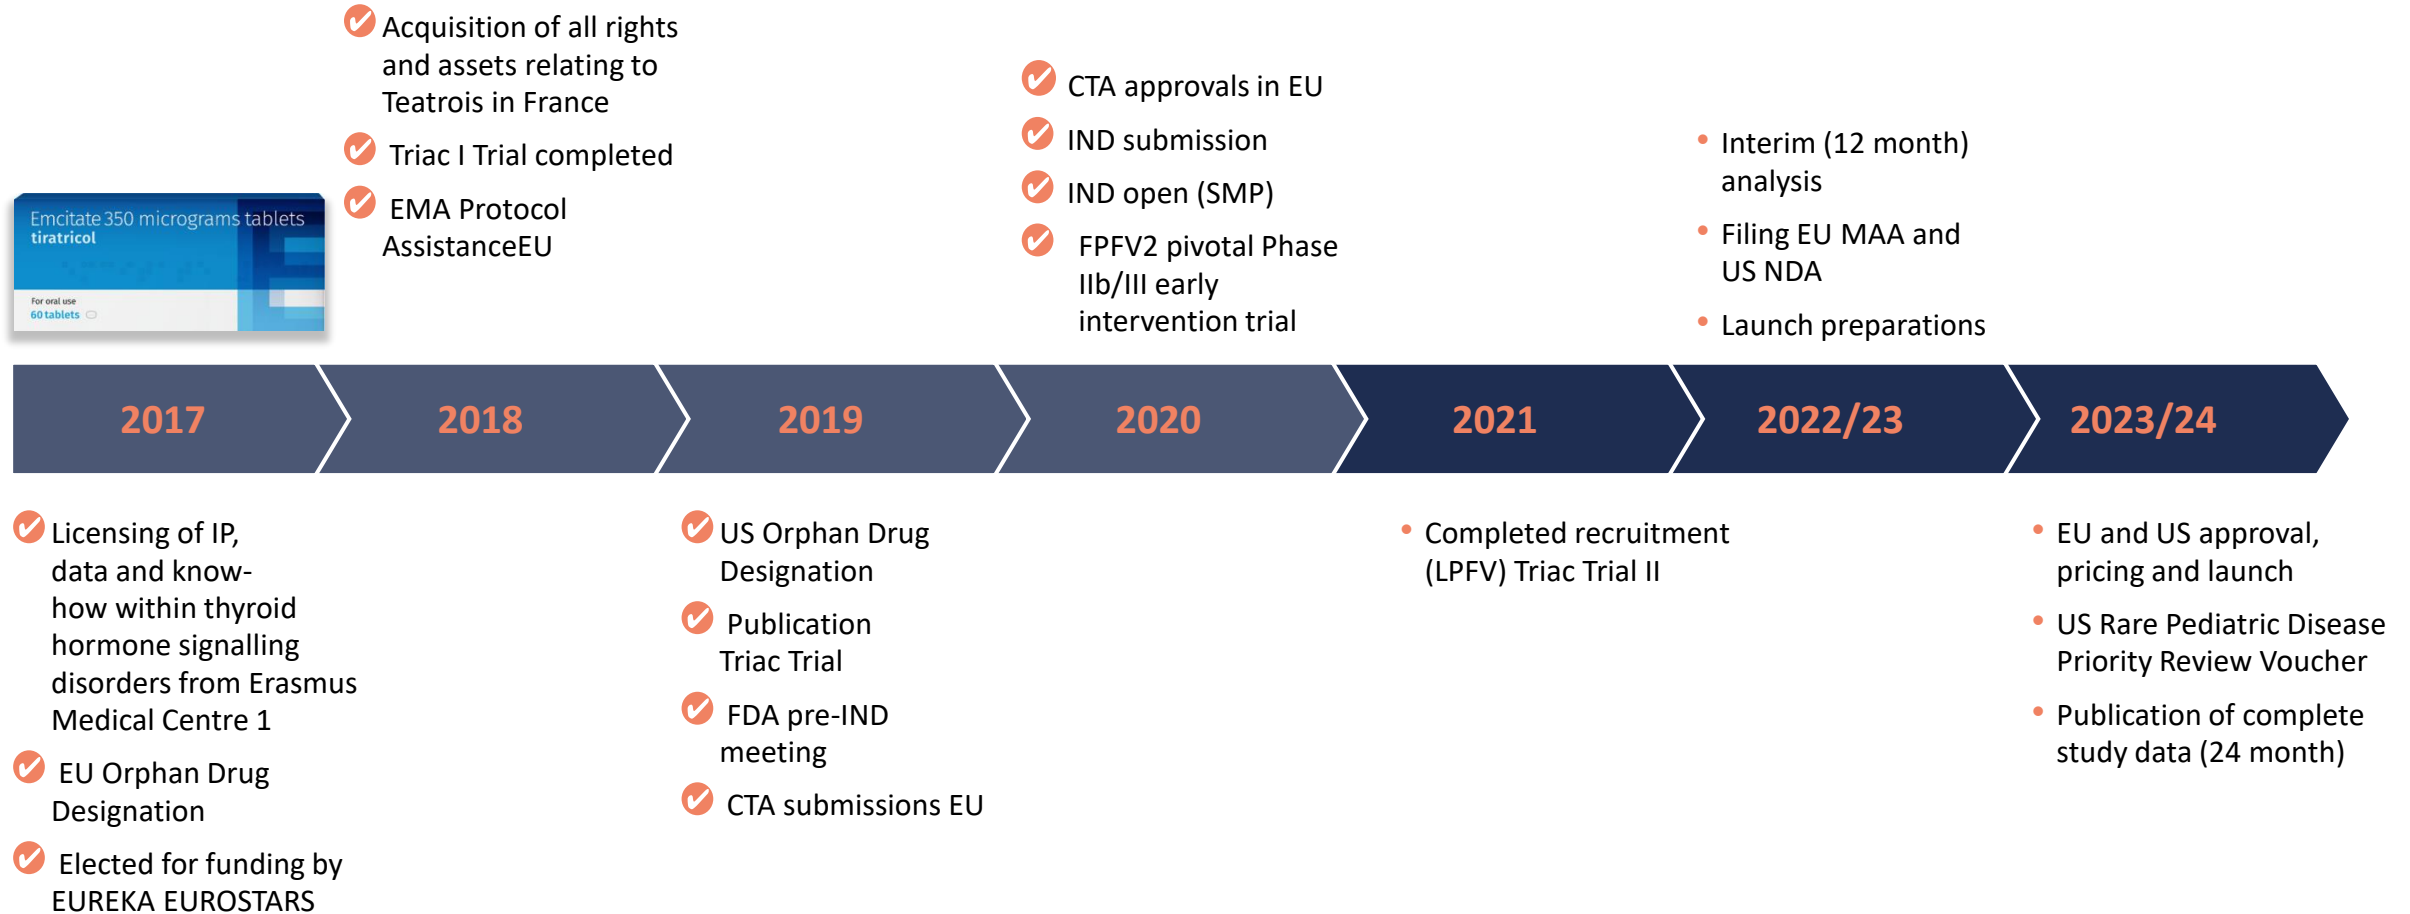 Acquisition of all rights
and assets relating to
Teatrois in France
Triac I Trial completed
EMA Protocol
AssistanceEU
CTA approvals in EU
IND submission
IND open (SMP)
FPFV2 pivotal Phase
IIb/III early
intervention trial
• Interim (12 month)
analysis
• Filing EU MAA and
US NDA
• Launch preparations
Emcitate 350 micrograms tablets
tiratricol
For oral use
60 tablets
2017
2018
2019
2020
2021
2022/23
2023/24
Licensing of IP,
data and know-
how within thyroid
hormone signalling
disorders from Erasmus
Medical Centre 1
EU Orphan Drug
Designation
Elected for funding by
EUREKA EUROSTARS
US Orphan Drug
Designation
Publication
Triac Trial
FDA pre-IND
meeting
CTA submissions EU
• Completed recruitment
(LPFV) Triac Trial II
• EU and US approval,
pricing and launch
• US Rare Pediatric Disease
Priority Review Voucher
• Publication of complete
study data (24 month)